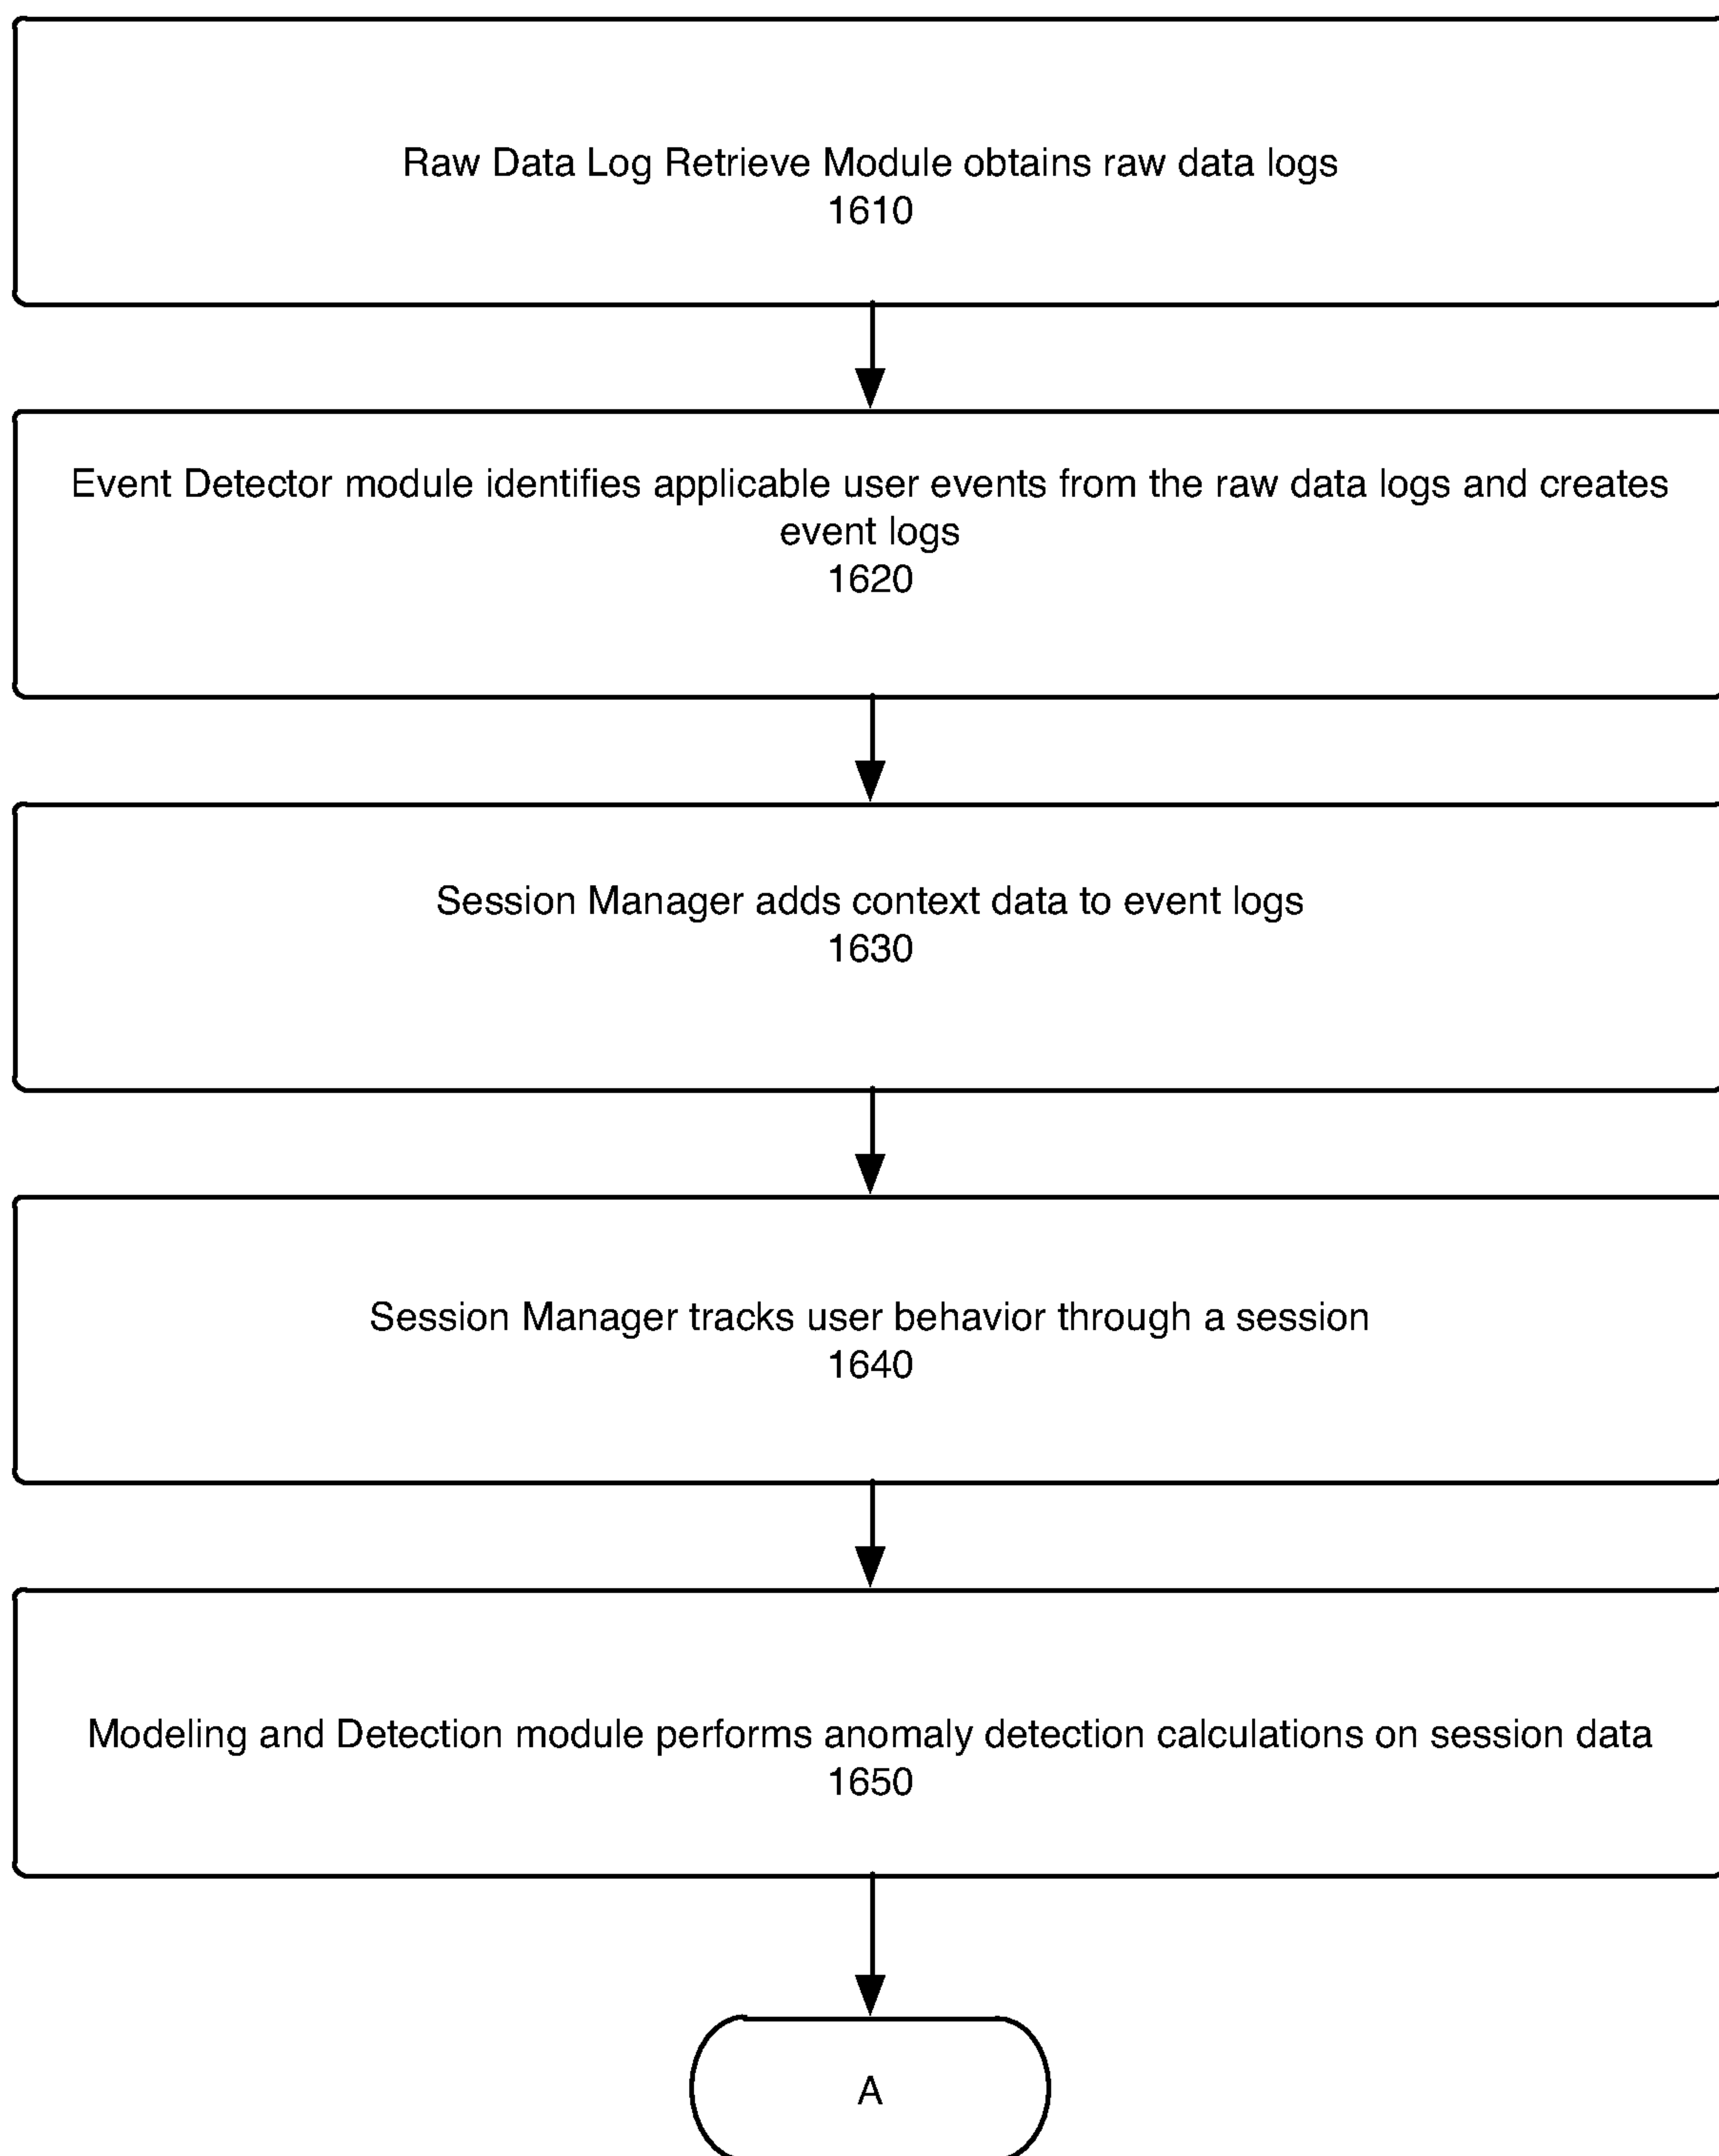 Raw Data Log Retrieve Module obtains raw data logs
1610
Event Detector module identifies applicable user events from the raw data logs and creates
event logs
1620
Session Manager adds context data to event logs
1630
Session Manager tracks user behavior through a session
1640
Modeling and Detection module performs anomaly detection calculations on session data
1650
A